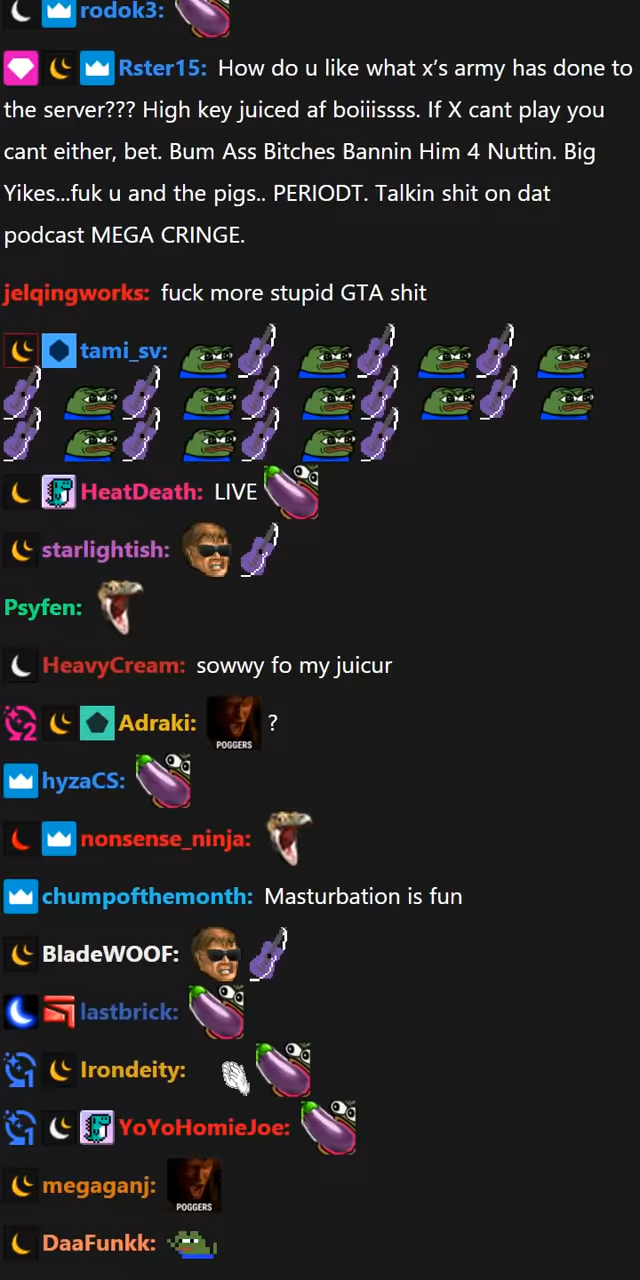 rodok3:
Rster15: How do u like what x’s army has done to
the server??? High key juiced af boiiissss. If X cant play you
cant either, bet. Bum Ass Bitches Bannin Him 4 Nuttin. Big
Yikes...fuk u and the pigs.. PERIODT. Talkin shit on dat
podcast MEGA CRINGE.
jelqingworks: fuck more stupid GTA shit
tami_sv:
HeatDeath: LIVE
starlightish:
Psyfen:
HeavyCream: sowwy fo my juicur
2 Adraki: POGGERS ?
hyzaCS:
nonsense_ninja:
chumpofthemonth: Masturbation is fun
BladeWOOF:
lastbrick:
1 Irondeity:
1 YoYoHomieJoe:
megaganj: POGGERS
DaaFunkk: